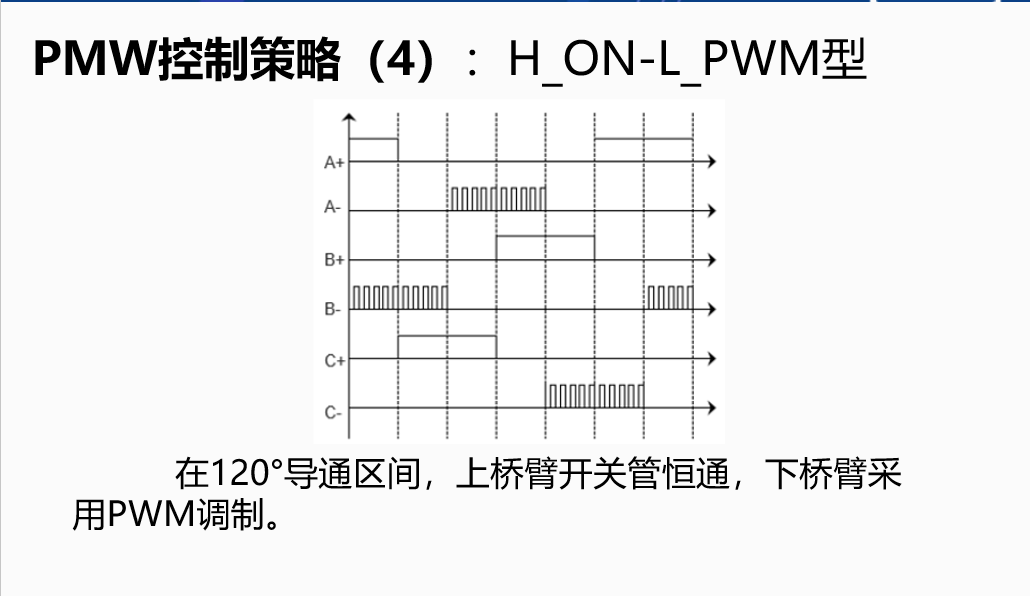 PMW控制策略（4）：H_ON-L_PWM型
A+
A-
B+
B-
C+
C-
在120°导通区间，上桥臂开关管恒通，下桥臂采
用PWM调制。